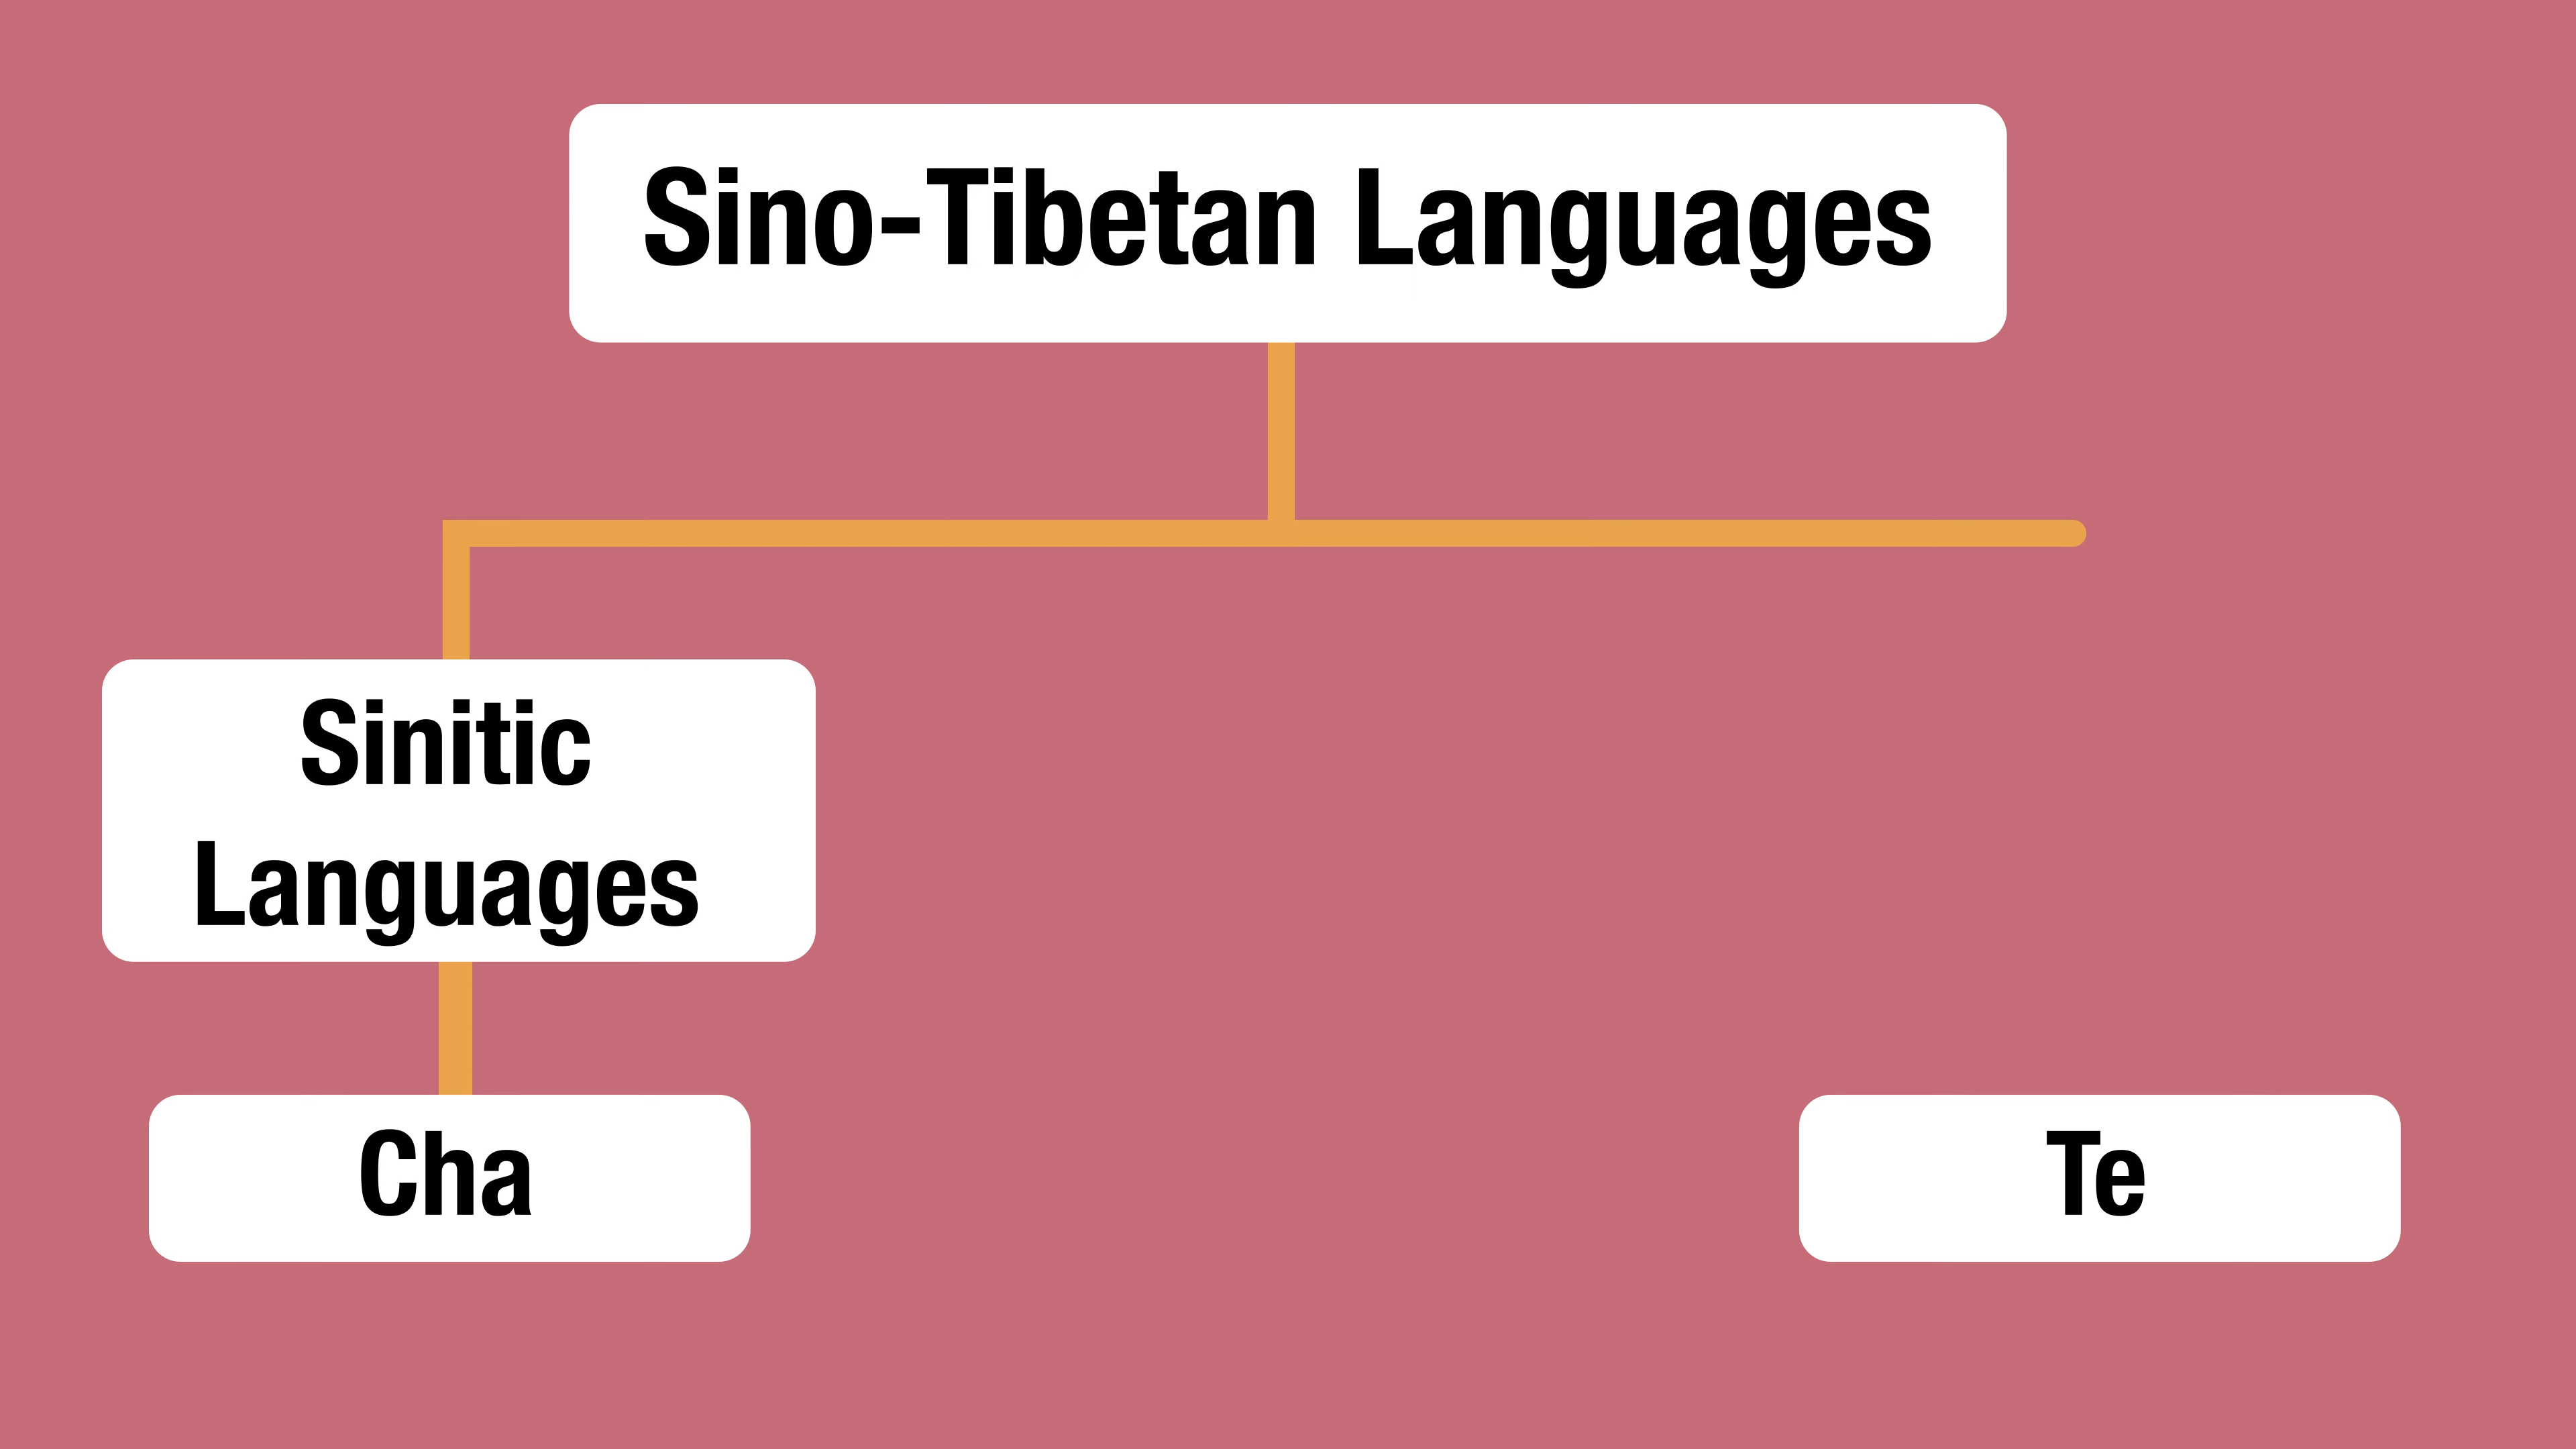 Sino-Tibetan Languages
Sinitic
Languages
Cha
Te